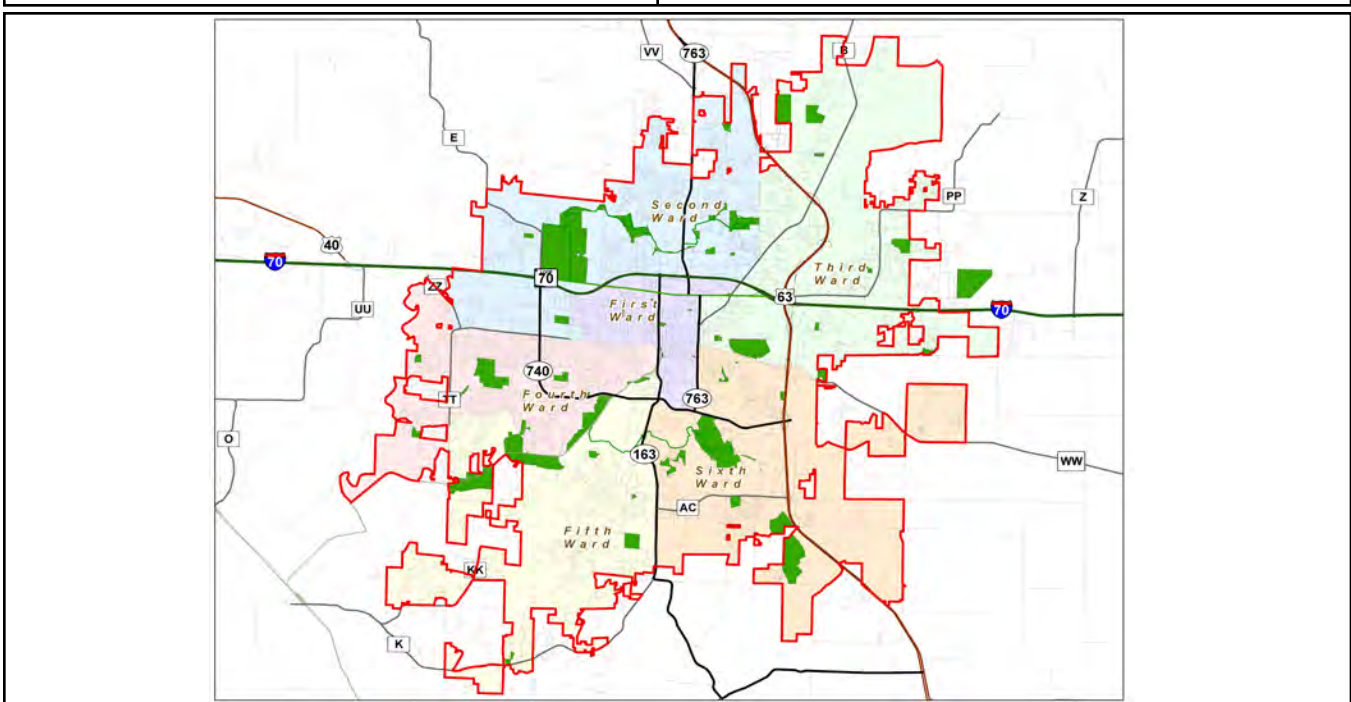 VV
763
B
E
PP
Z
Second
Ward
40
70
Third
Ward
70
ZZ
63
UU
First
Ward
70
740
TT
Fourth
Ward
763
O
163
WW
Sixth
Ward
AC
Fifth
Ward
KK
K